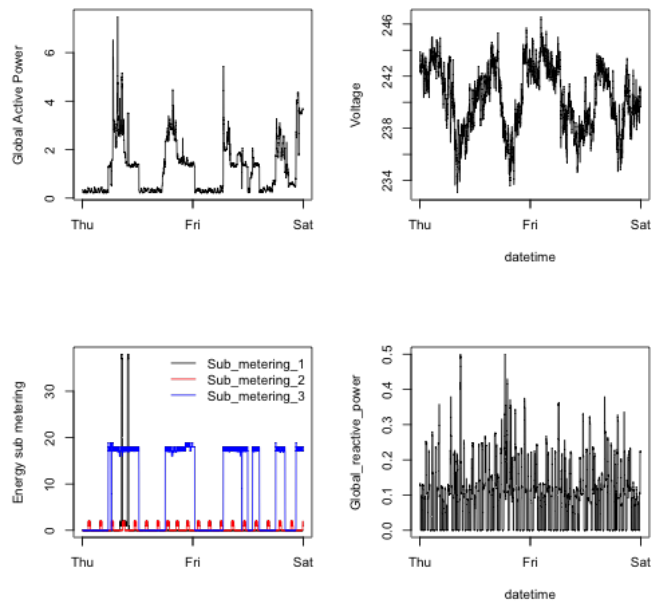 Global Active Power
6
4
2
0
Thu Fri Sat
Voltage
246
242
238
234
Thu Fri Sat
datetime
Energy sub metering
30
20
10
0
Sub_metering_1
Sub_metering_2
Sub_metering_3
Thu Fri Sat
Global_reactive_power
0.5
0.4
0.3
0.2
0.1
0.0
Thu Fri Sat
datetime